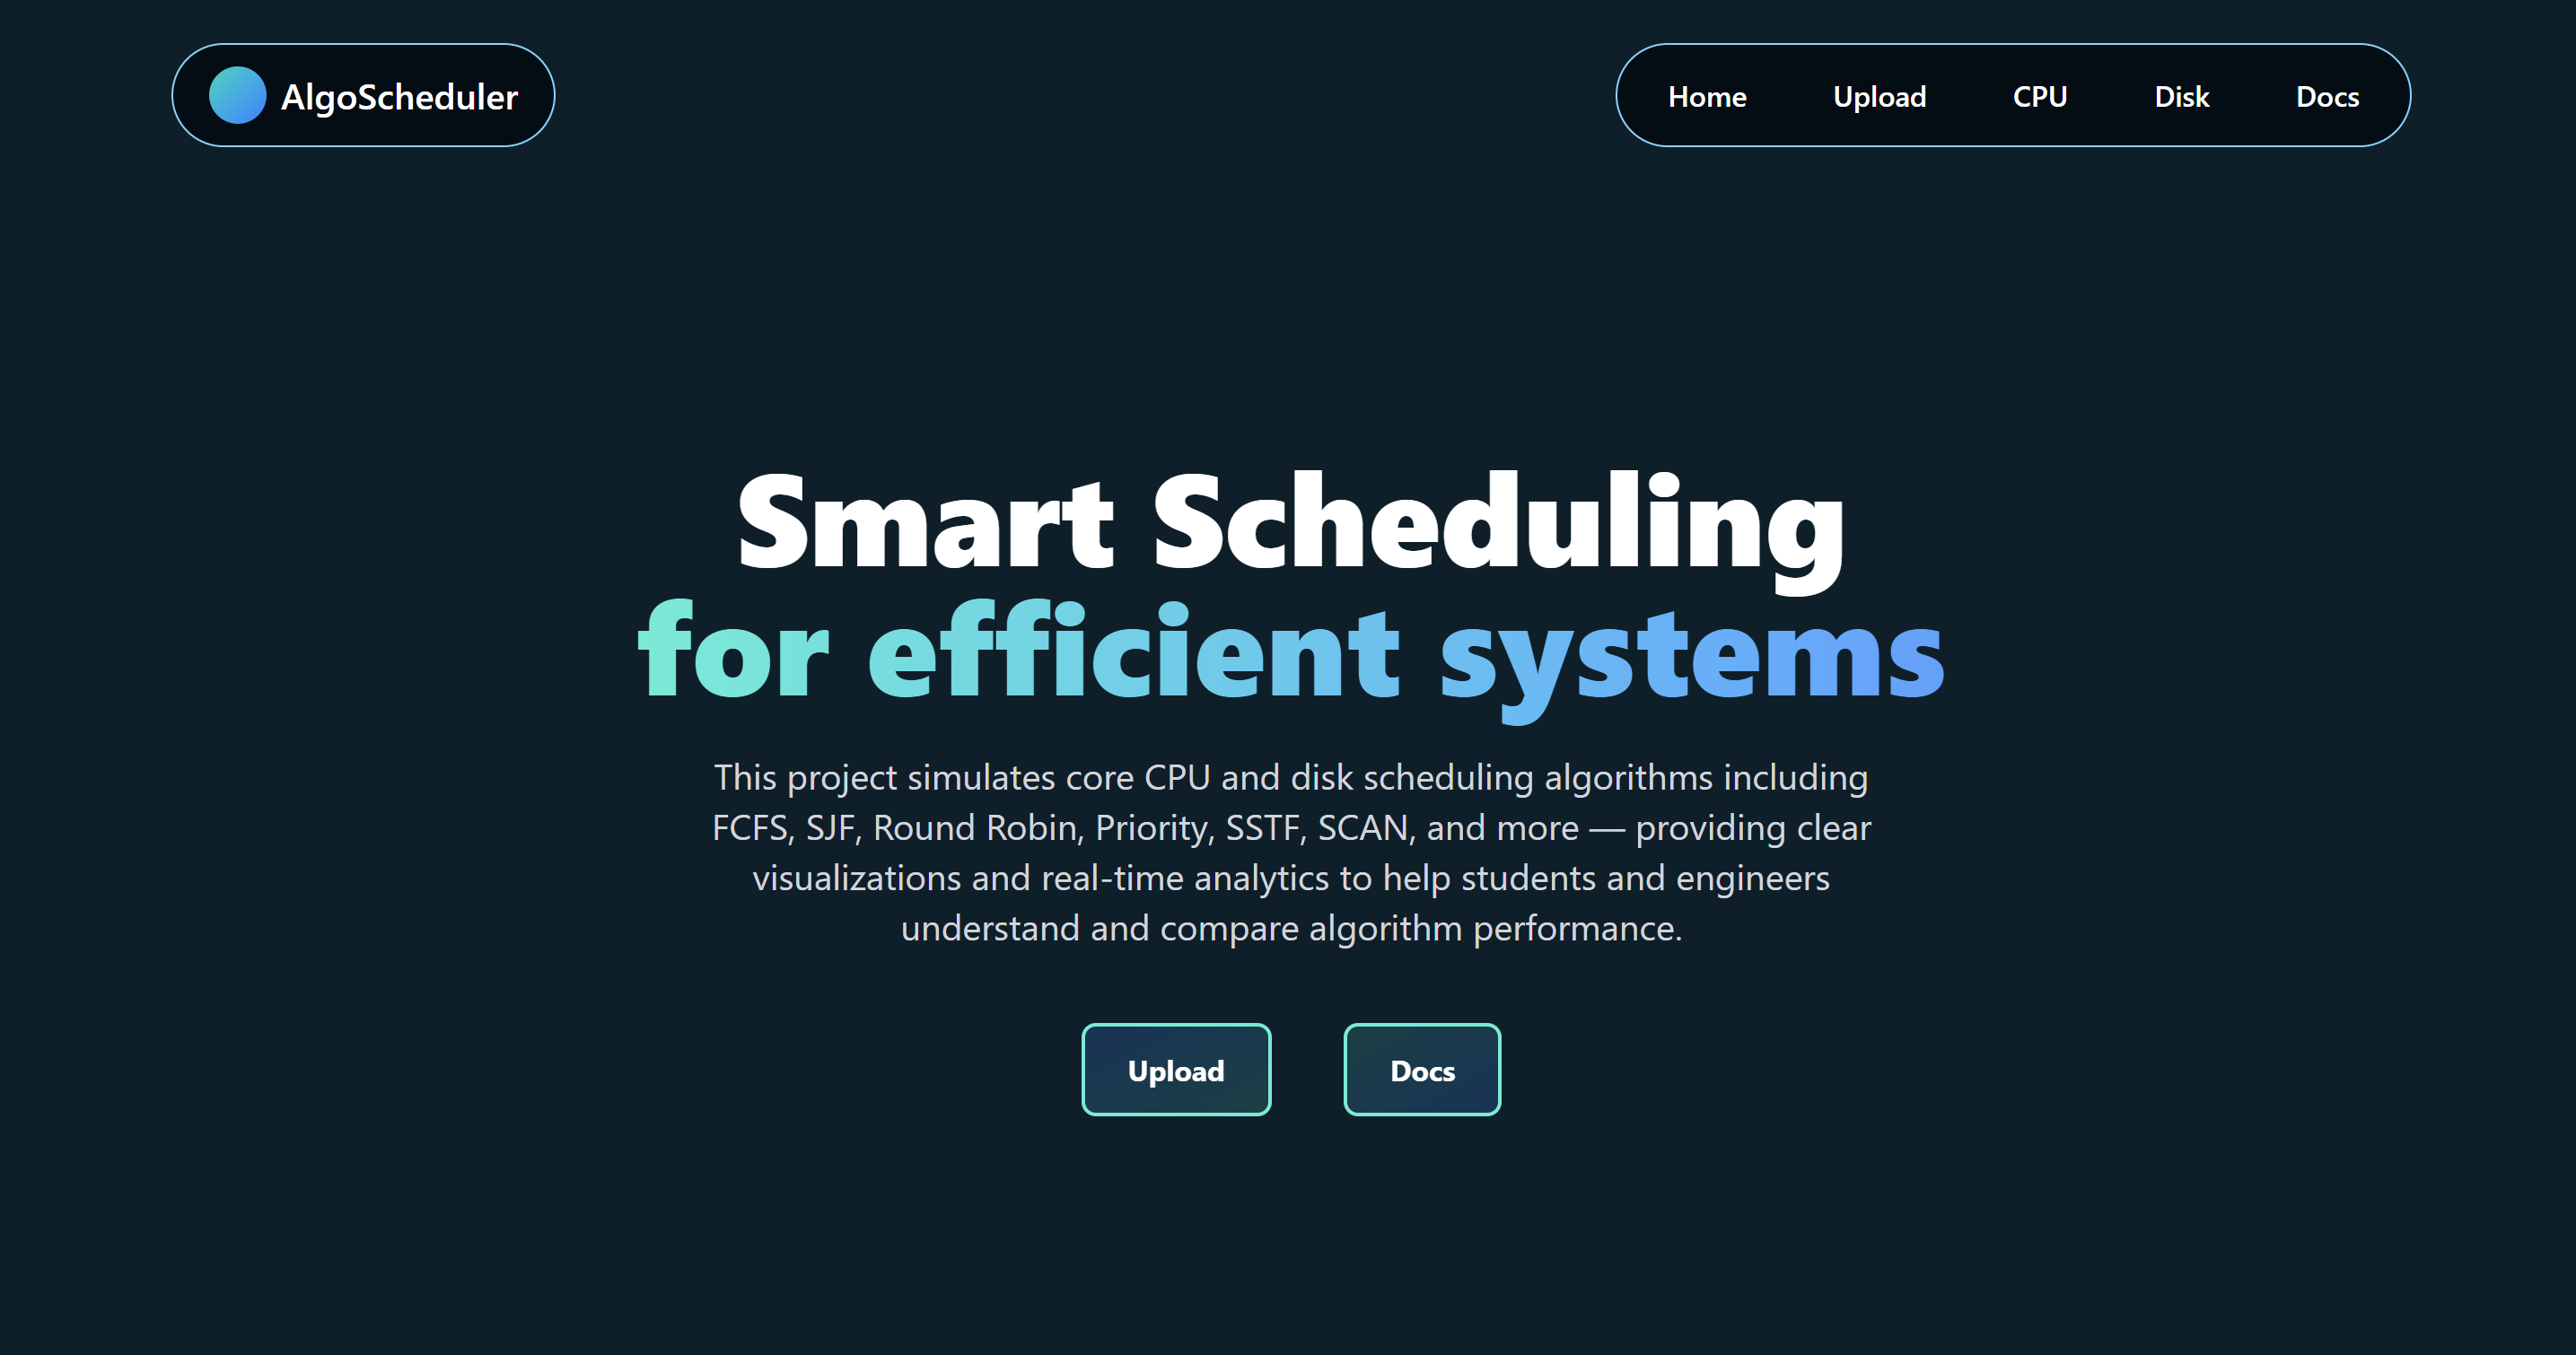 AlgoScheduler
Home Upload CPU Disk Docs
Smart Scheduling
for efficient systems
This project simulates core CPU and disk scheduling algorithms including
FCFS, SJF, Round Robin, Priority, SSTF, SCAN, and more — providing clear
visualizations and real-time analytics to help students and engineers
understand and compare algorithm performance.
Upload Docs